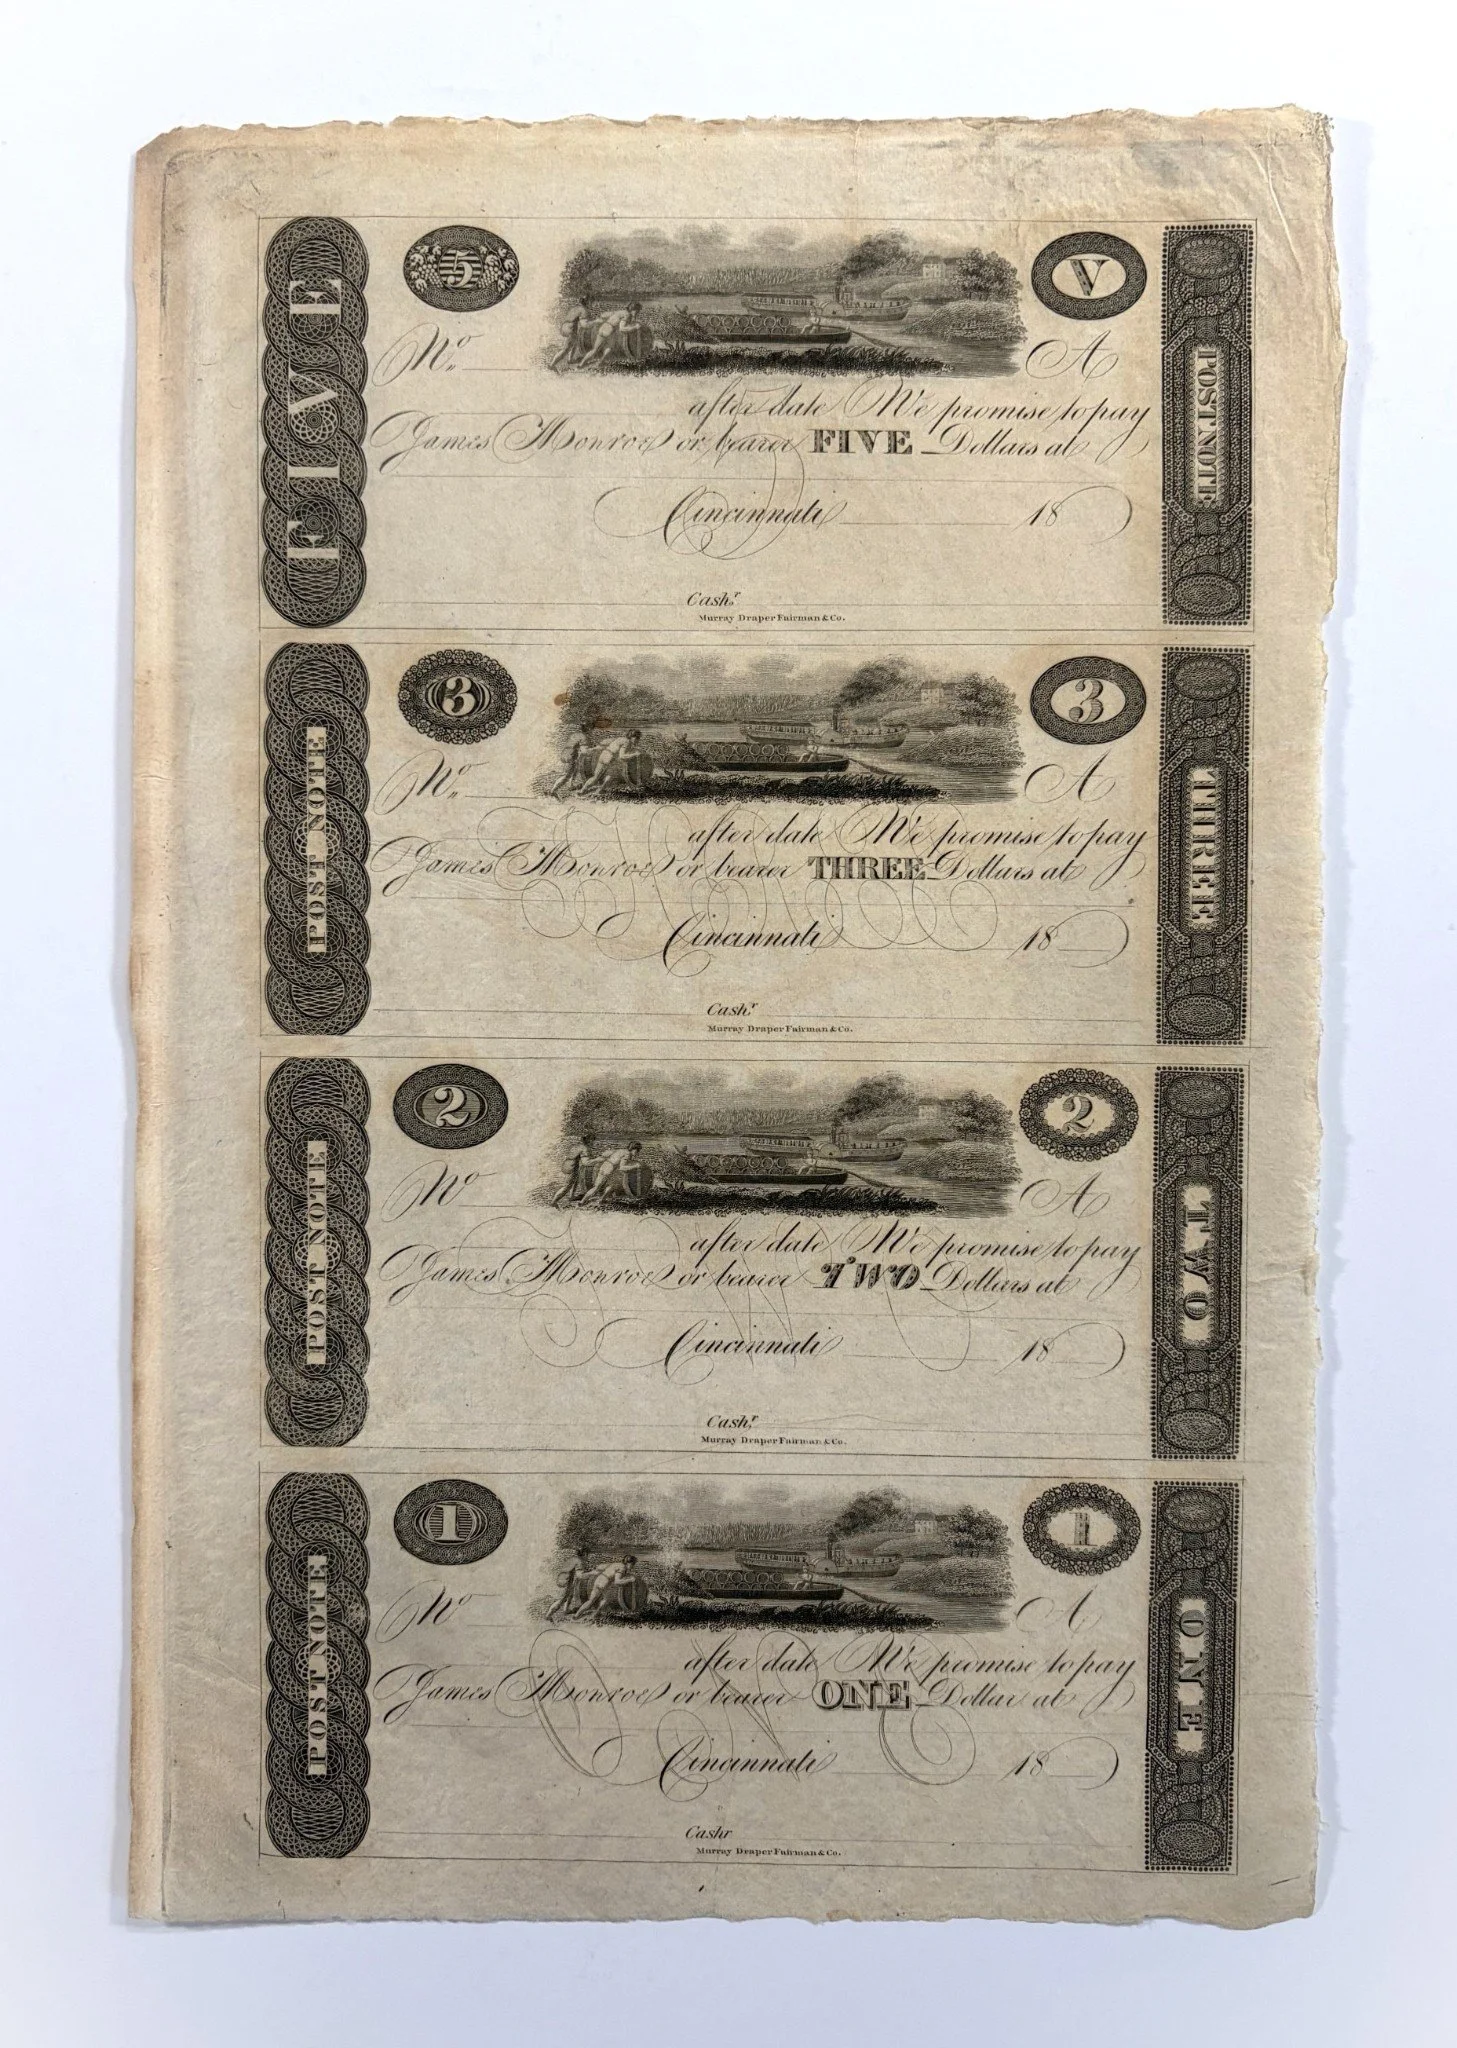 FIVE
5
V
POST NOTE
No.
A
after date We promise to pay
James Monroe or bearer FIVE Dollars at
Cincinnati 18
Cashr.
Murray Draper Fairman & Co.
POST NOTE
3
3
THREE
No.
A
after date We promise to pay
James Monroe or bearer THREE Dollars at
Cincinnati 18
Cashr.
Murray Draper Fairman & Co.
POST NOTE
2
2
TWO
No
A
after date We promise to pay
James Monroe or bearer TWO Dollars at
Cincinnati 18
Cashr.
Murray Draper Fairman & Co.
POST NOTE
1
1
ONE
No
A
after date We promise to pay
James Monroe or bearer ONE Dollar at
Cincinnati 18
Cashr
Murray Draper Fairman & Co.